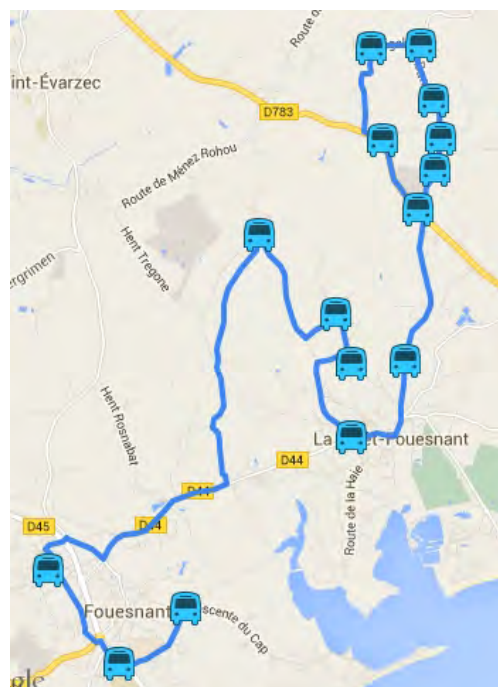 Route d
int-Évarzec
D783
Route de Ménez Rohou
Hent Tregone
ergrimen
Hent Rosnabat
La et-Fouesnant
D44
D44
D45
D44
Route de la Haie
Fouesnant
scente du Cap
gle